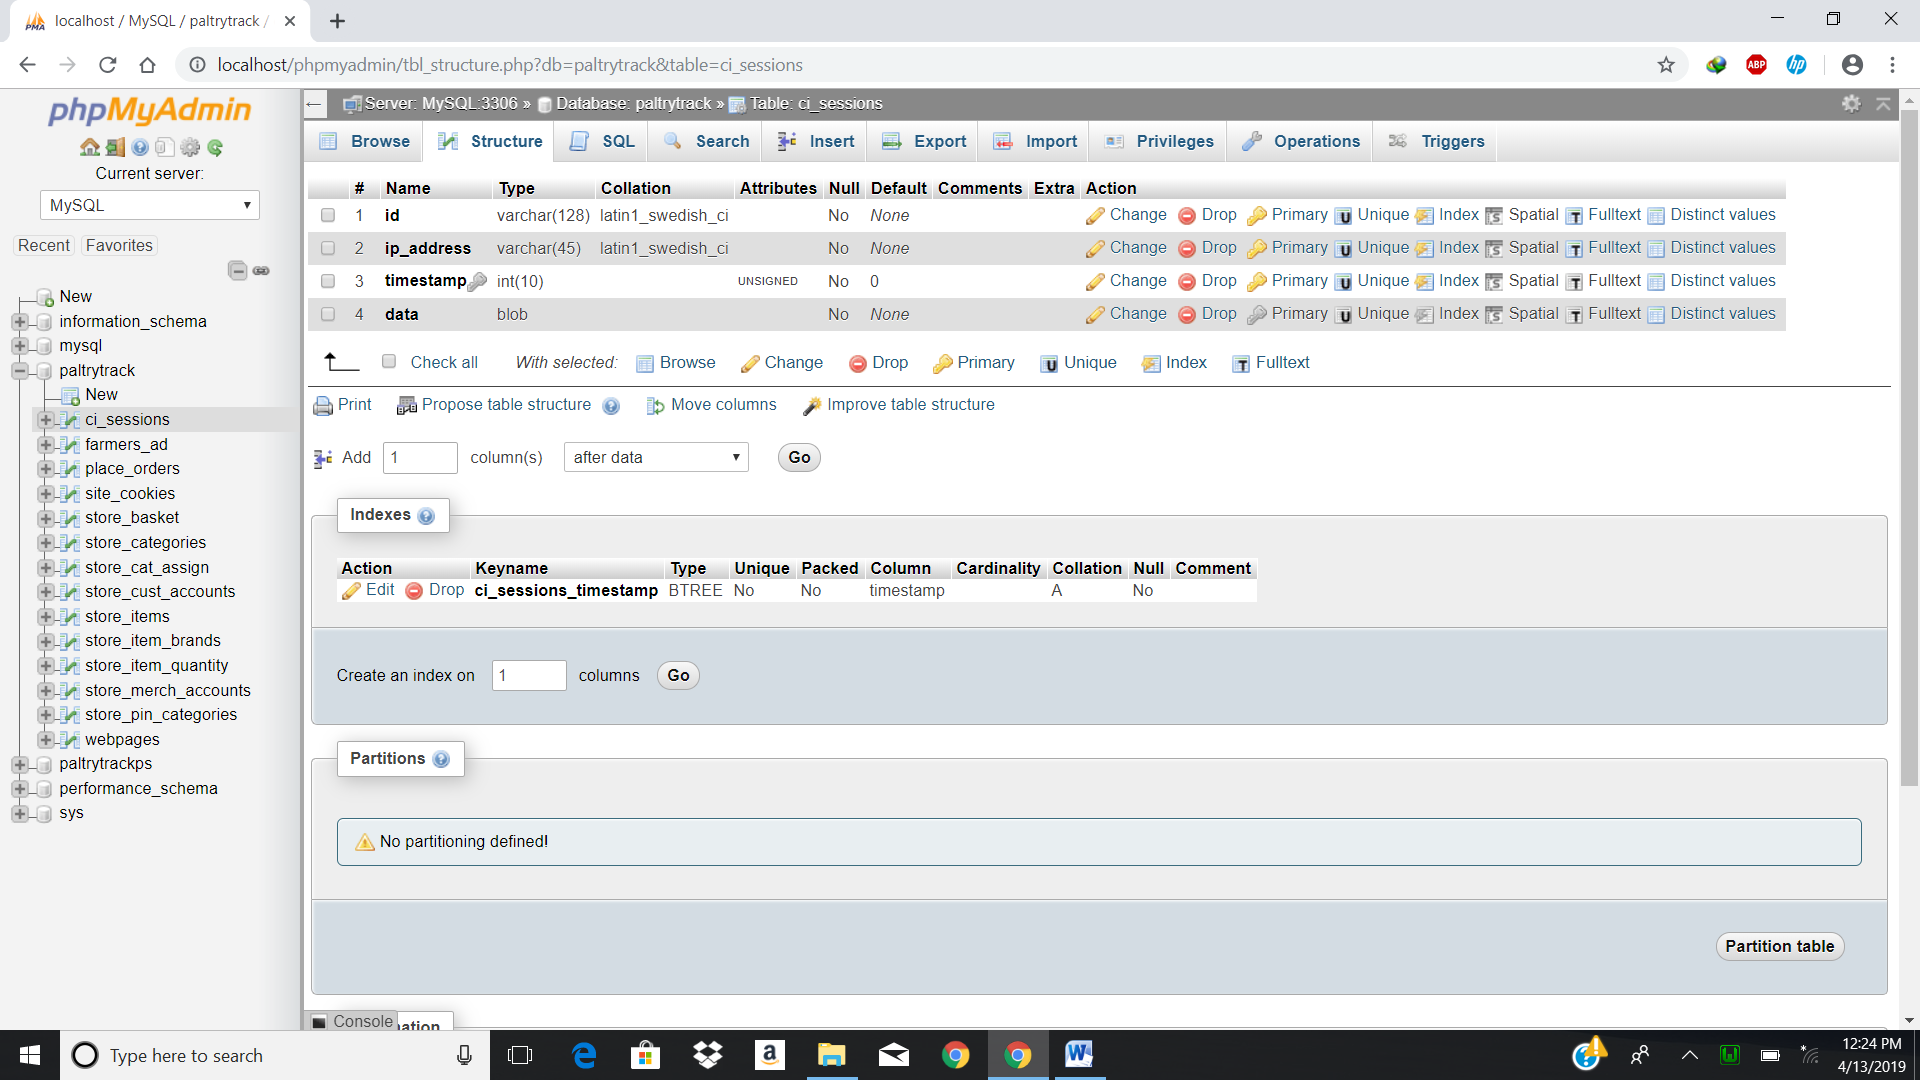 localhost / MySQL / paltrytrack /
localhost/phpmyadmin/tbl_structure.php?db=paltrytrack&table=ci_sessions
ABP
hp
phpMyAdmin
Current server:
MySQL
Recent Favorites
New
information_schema
mysql
paltrytrack
New
ci_sessions
farmers_ad
place_orders
site_cookies
store_basket
store_categories
store_cat_assign
store_cust_accounts
store_items
store_item_brands
store_item_quantity
store_merch_accounts
store_pin_categories
webpages
paltrytrackps
performance_schema
sys
Server: MySQL:3306 » Database: paltrytrack » Table: ci_sessions
Browse Structure SQL Search Insert Export Import Privileges Operations Triggers
# Name Type Collation Attributes Null Default Comments Extra Action
1 id varchar(128) latin1_swedish_ci No None Change Drop Primary Unique Index Spatial Fulltext Distinct values
2 ip_address varchar(45) latin1_swedish_ci No None Change Drop Primary Unique Index Spatial Fulltext Distinct values
3 timestamp int(10) UNSIGNED No 0 Change Drop Primary Unique Index Spatial Fulltext Distinct values
4 data blob No None Change Drop Primary Unique Index Spatial Fulltext Distinct values
Check all With selected: Browse Change Drop Primary Unique Index Fulltext
Print Propose table structure Move columns Improve table structure
Add 1 column(s) after data Go
Indexes
Action Keyname Type Unique Packed Column Cardinality Collation Null Comment
Edit Drop ci_sessions_timestamp BTREE No No timestamp A No
Create an index on 1 columns Go
Partitions
No partitioning defined!
Partition table
Console
Type here to search
12:24 PM
4/13/2019